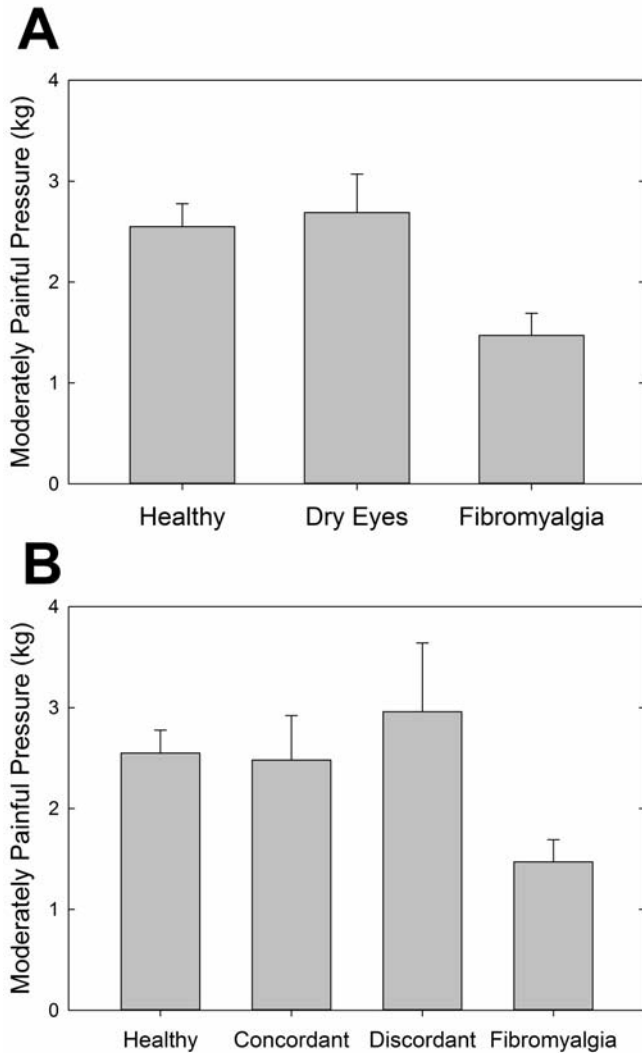 A
Moderately Painful Pressure (kg)
4
3
2
1
0
Healthy Dry Eyes Fibromyalgia
B
Moderately Painful Pressure (kg)
4
3
2
1
0
Healthy Concordant Discordant Fibromyalgia